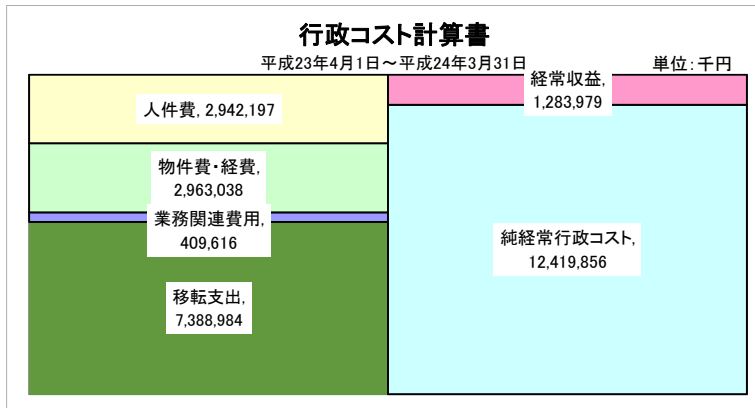 行政コスト計算書
平成23年4月1日～平成24年3月31日
単位：千円
人件費, 2,942,197
物件費・経費,
2,963,038
業務関連費用,
409,616
移転支出,
7,388,984
経常収益,
1,283,979
純経常行政コスト,
12,419,856